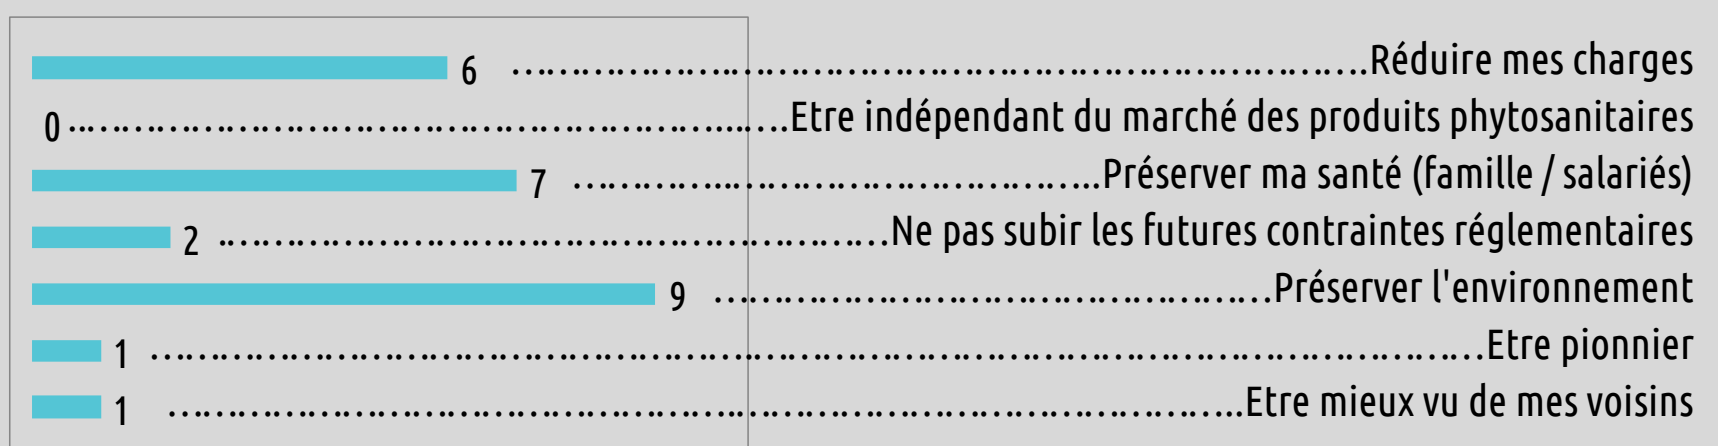 6 ……………………………………………………………………….Réduire mes charges
0 …………………………………………………….Etre indépendant du marché des produits phytosanitaires
7 …………………………………………..Préserver ma santé (famille / salariés)
2 ………………………………………………………Ne pas subir les futures contraintes réglementaires
9 ………………………………………………Préserver l'environnement
1 …………………………………………………………………………………………………………………Etre pionnier
1 …………………………………………………………………………………………..Etre mieux vu de mes voisins